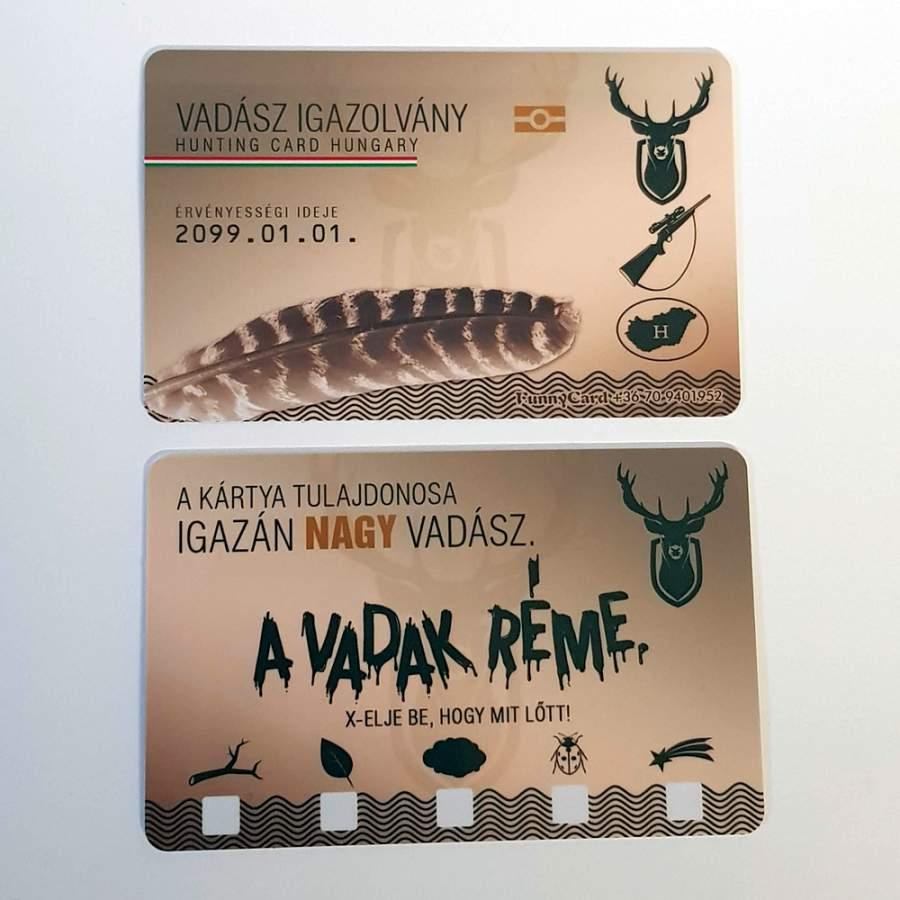 VADÁSZ IGAZOLVÁNY
HUNTING CARD HUNGARY
ÉRVÉNYESSÉGI IDEJE
2099.01.01.
H
FunnyCard +36 70 9401952
A KÁRTYA TULAJDONOSA
IGAZÁN NAGY VADÁSZ.
A VADAK RÉME.
X-ELJE BE, HOGY MIT LŐTT!